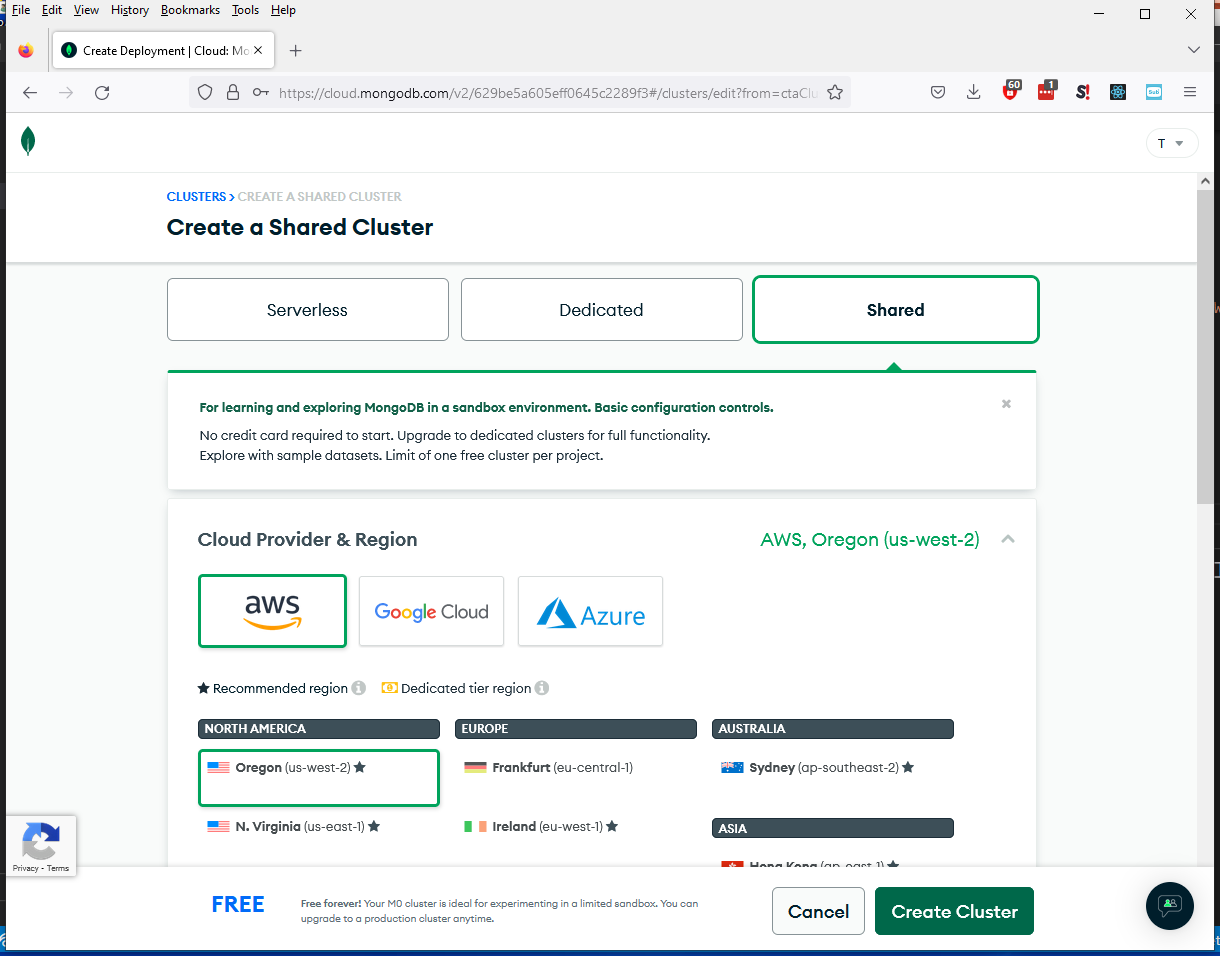 File Edit View History Bookmarks Tools Help
Create Deployment | Cloud: Mo
https://cloud.mongodb.com/v2/629be5a605eff0645c2289f3#/clusters/edit?from=ctaClu
60
1
S!
Sub
T
CLUSTERS > CREATE A SHARED CLUSTER
Create a Shared Cluster
Serverless Dedicated Shared
For learning and exploring MongoDB in a sandbox environment. Basic configuration controls.
No credit card required to start. Upgrade to dedicated clusters for full functionality.
Explore with sample datasets. Limit of one free cluster per project.
Cloud Provider & Region AWS, Oregon (us-west-2)
aws Google Cloud Azure
Recommended region Dedicated tier region
NORTH AMERICA EUROPE AUSTRALIA
Oregon (us-west-2) Frankfurt (eu-central-1) Sydney (ap-southeast-2)
N. Virginia (us-east-1) Ireland (eu-west-1) ASIA
Hong Kong (ap-east-1)
Privacy - Terms
FREE
Free forever! Your M0 cluster is ideal for experimenting in a limited sandbox. You can
upgrade to a production cluster anytime.
Cancel Create Cluster